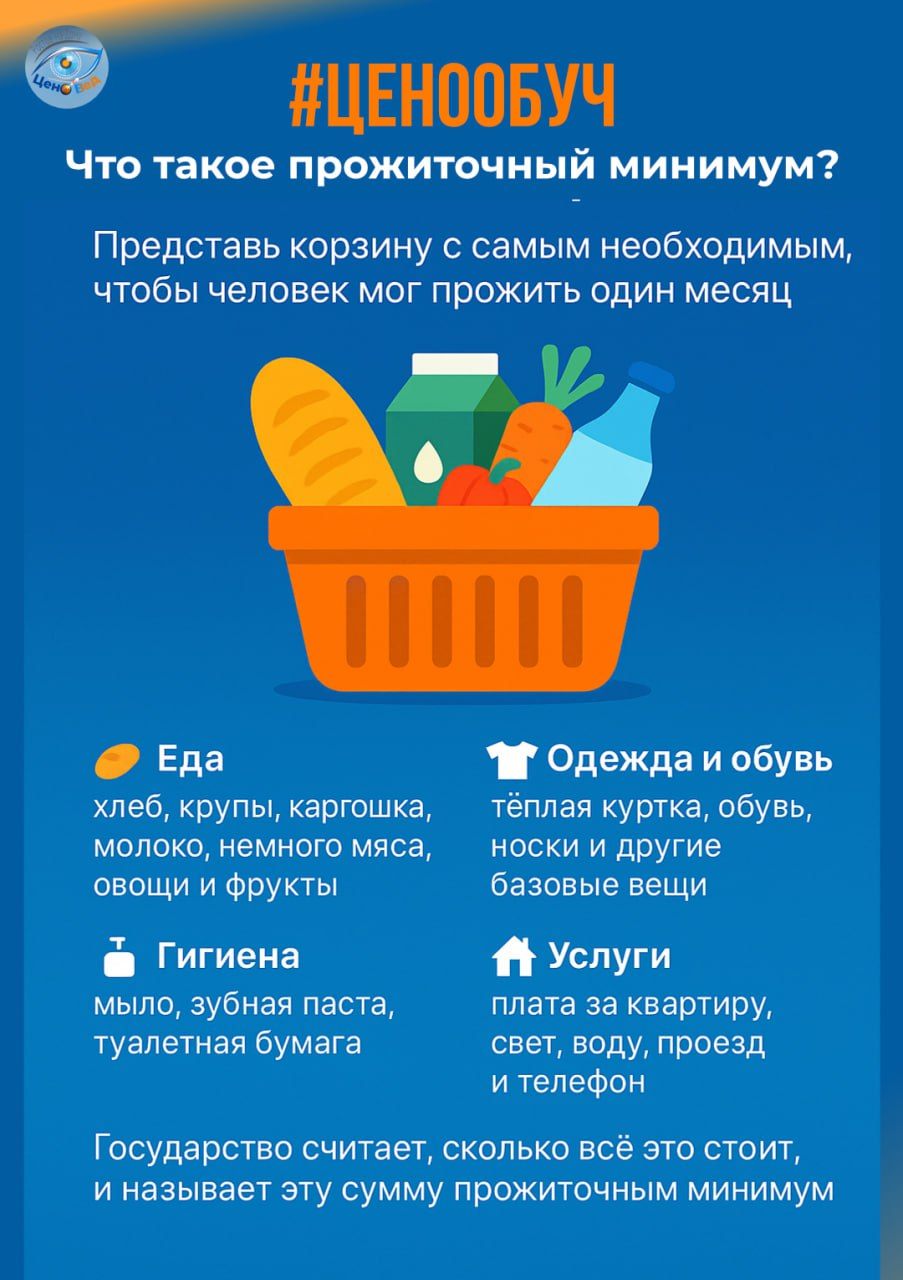 ЦеноВед
#ЦЕНООБУЧ
Что такое прожиточный минимум?
Представь корзину с самым необходимым,
чтобы человек мог прожить один месяц
Еда
хлеб, крупы, каргошка,
молоко, немного мяса,
овощи и фрукты
Одежда и обувь
тёплая куртка, обувь,
носки и другие
базовые вещи
Гигиена
мыло, зубная паста,
туалетная бумага
Услуги
плата за квартиру,
свет, воду, проезд
и телефон
Государство считает, сколько всё это стоит,
и называет эту сумму прожиточным минимум